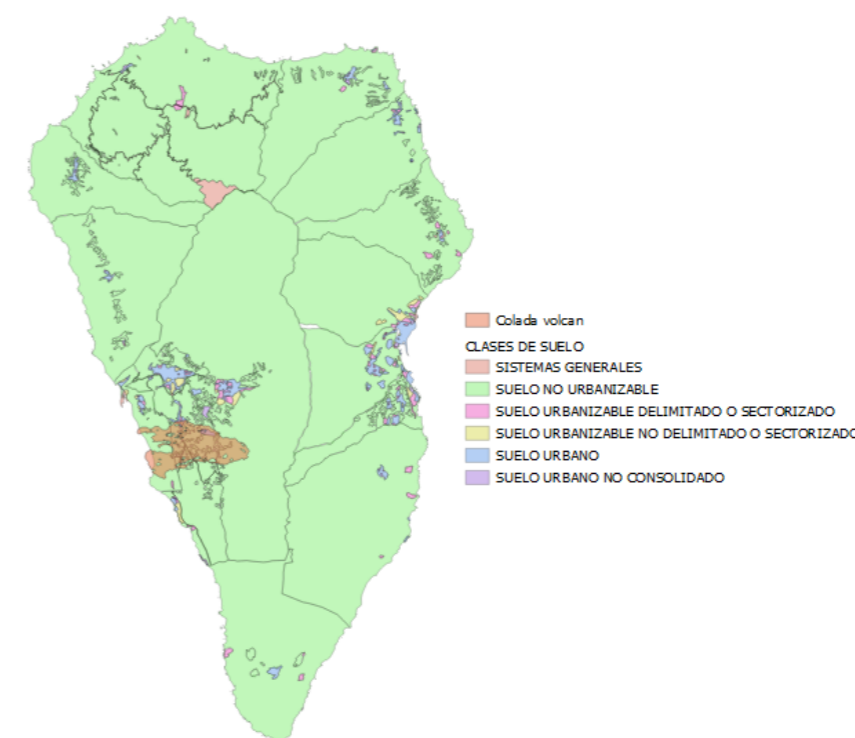 Colada volcan
CLASES DE SUELO
SISTEMAS GENERALES
SUELO NO URBANIZABLE
SUELO URBANIZABLE DELIMITADO O SECTORIZADO
SUELO URBANIZABLE NO DELIMITADO O SECTORIZADO
SUELO URBANO
SUELO URBANO NO CONSOLIDADO